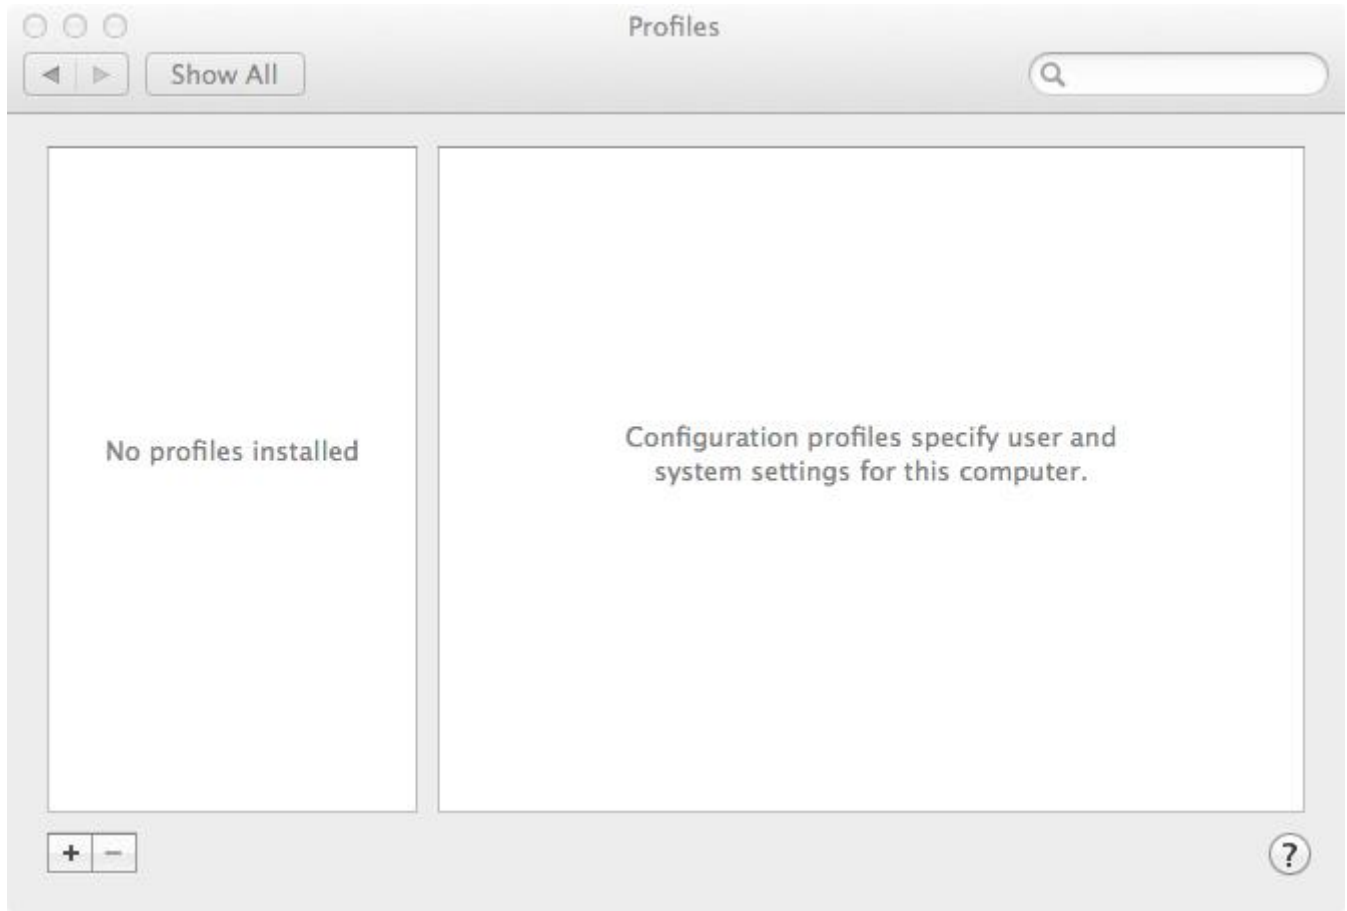 Profiles
Show All
No profiles installed
Configuration profiles specify user and
system settings for this computer.
+ −
?